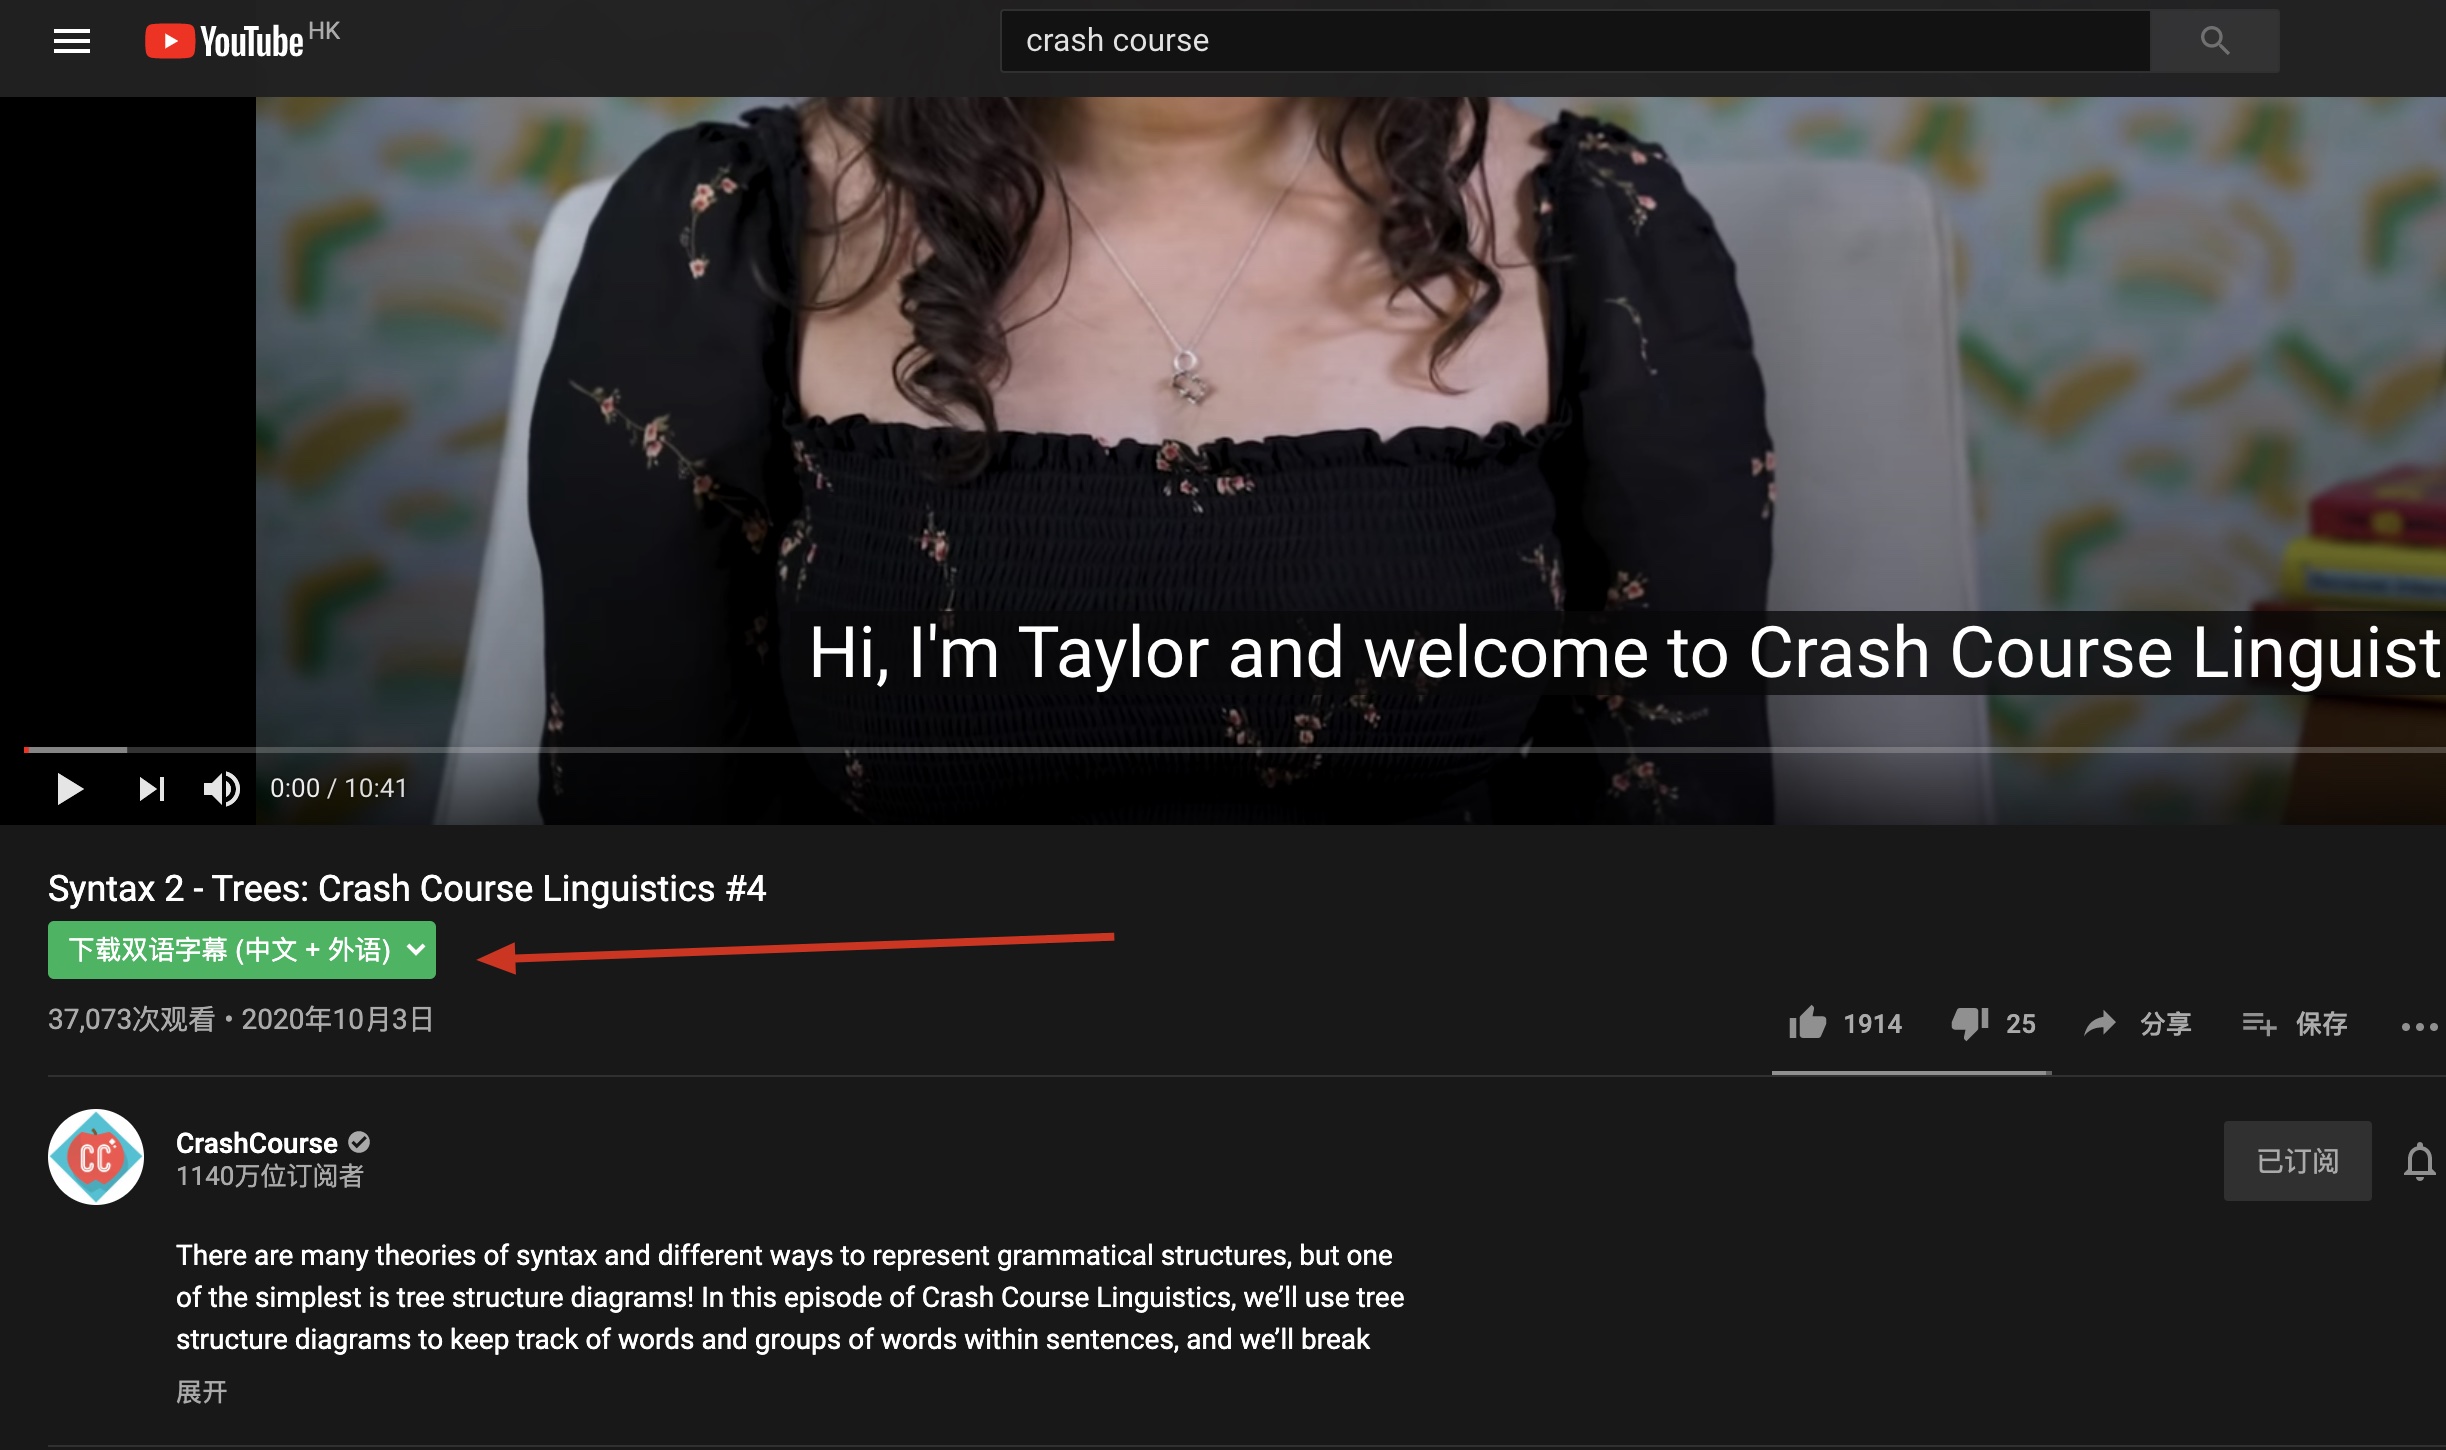 YouTube HK
crash course
Hi, I'm Taylor and welcome to Crash Course Linguist
0:00 / 10:41
Syntax 2 - Trees: Crash Course Linguistics #4
下载双语字幕 (中文 + 外语)
37,073次观看 • 2020年10月3日
1914
25
分享
保存
CC
CrashCourse
1140万位订阅者
已订阅
There are many theories of syntax and different ways to represent grammatical structures, but one
of the simplest is tree structure diagrams! In this episode of Crash Course Linguistics, we’ll use tree
structure diagrams to keep track of words and groups of words within sentences, and we’ll break
展开